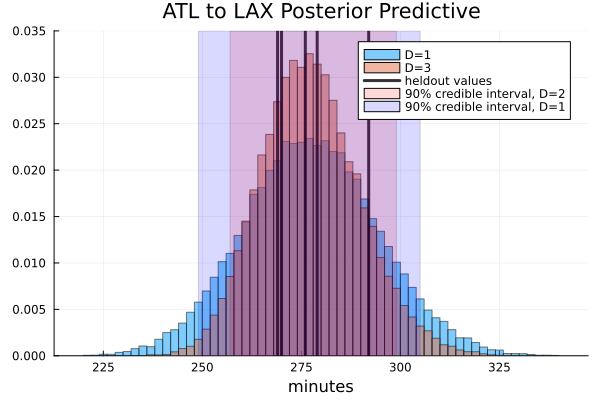 ATL to LAX Posterior Predictive
0.035
0.030
0.025
0.020
0.015
0.010
0.005
0.000
D=1
D=3
heldout values
90% credible interval, D=2
90% credible interval, D=1
225
250
275
300
325
minutes